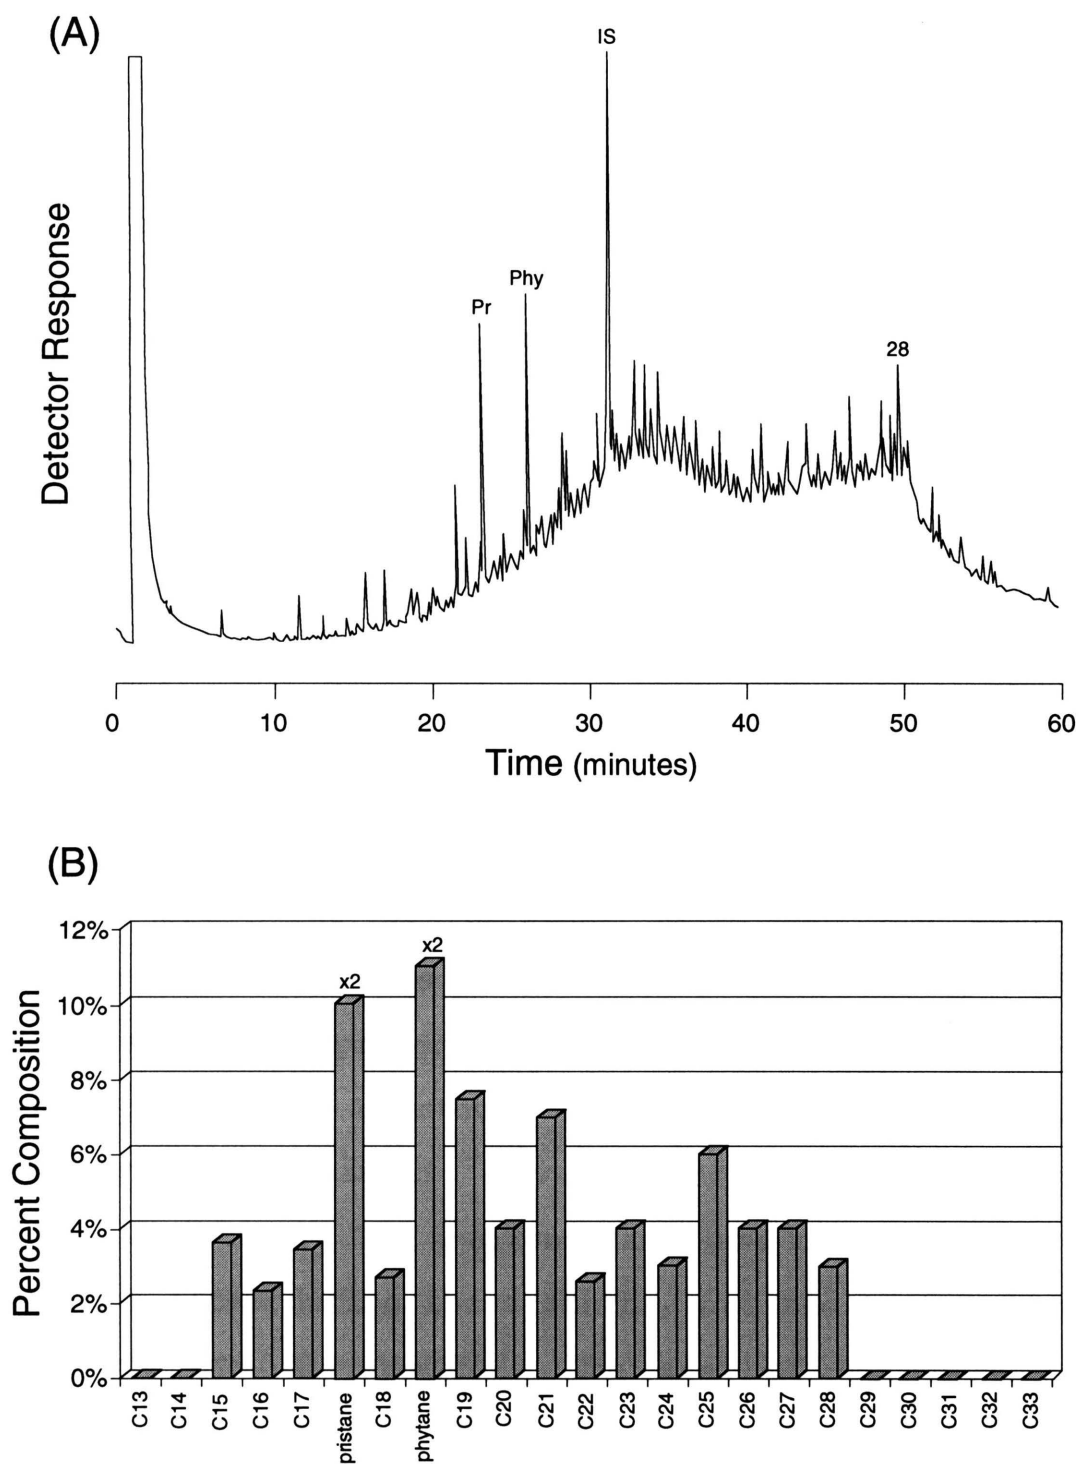 (A)
IS
Phy
Pr
28
Detector Response
0 10 20 30 40 50 60
Time (minutes)
(B)
12%
10%
8%
6%
4%
2%
0%
Percent Composition
x2
x2
C13 C14 C15 C16 C17 pristane C18 phytane C19 C20 C21 C22 C23 C24 C25 C26 C27 C28 C29 C30 C31 C32 C33